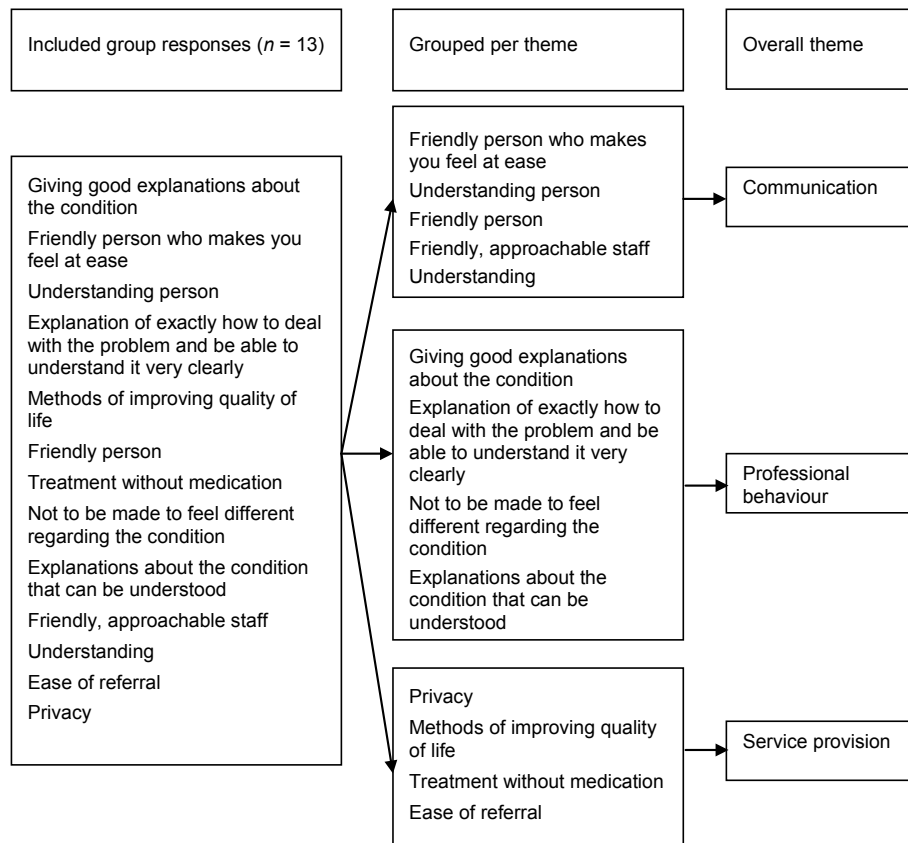 Included group responses (n = 13)
Grouped per theme
Overall theme
Giving good explanations about
the condition
Friendly person who makes you
feel at ease
Understanding person
Explanation of exactly how to deal
with the problem and be able to
understand it very clearly
Methods of improving quality of
life
Friendly person
Treatment without medication
Not to be made to feel different
regarding the condition
Explanations about the condition
that can be understood
Friendly, approachable staff
Understanding
Ease of referral
Privacy
Friendly person who makes
you feel at ease
Understanding person
Friendly person
Friendly, approachable staff
Understanding
Communication
Giving good explanations
about the condition
Explanation of exactly how to
deal with the problem and be
able to understand it very
clearly
Not to be made to feel
different regarding the
condition
Explanations about the
condition that can be
understood
Professional
behaviour
Privacy
Methods of improving quality
of life
Treatment without medication
Ease of referral
Service provision